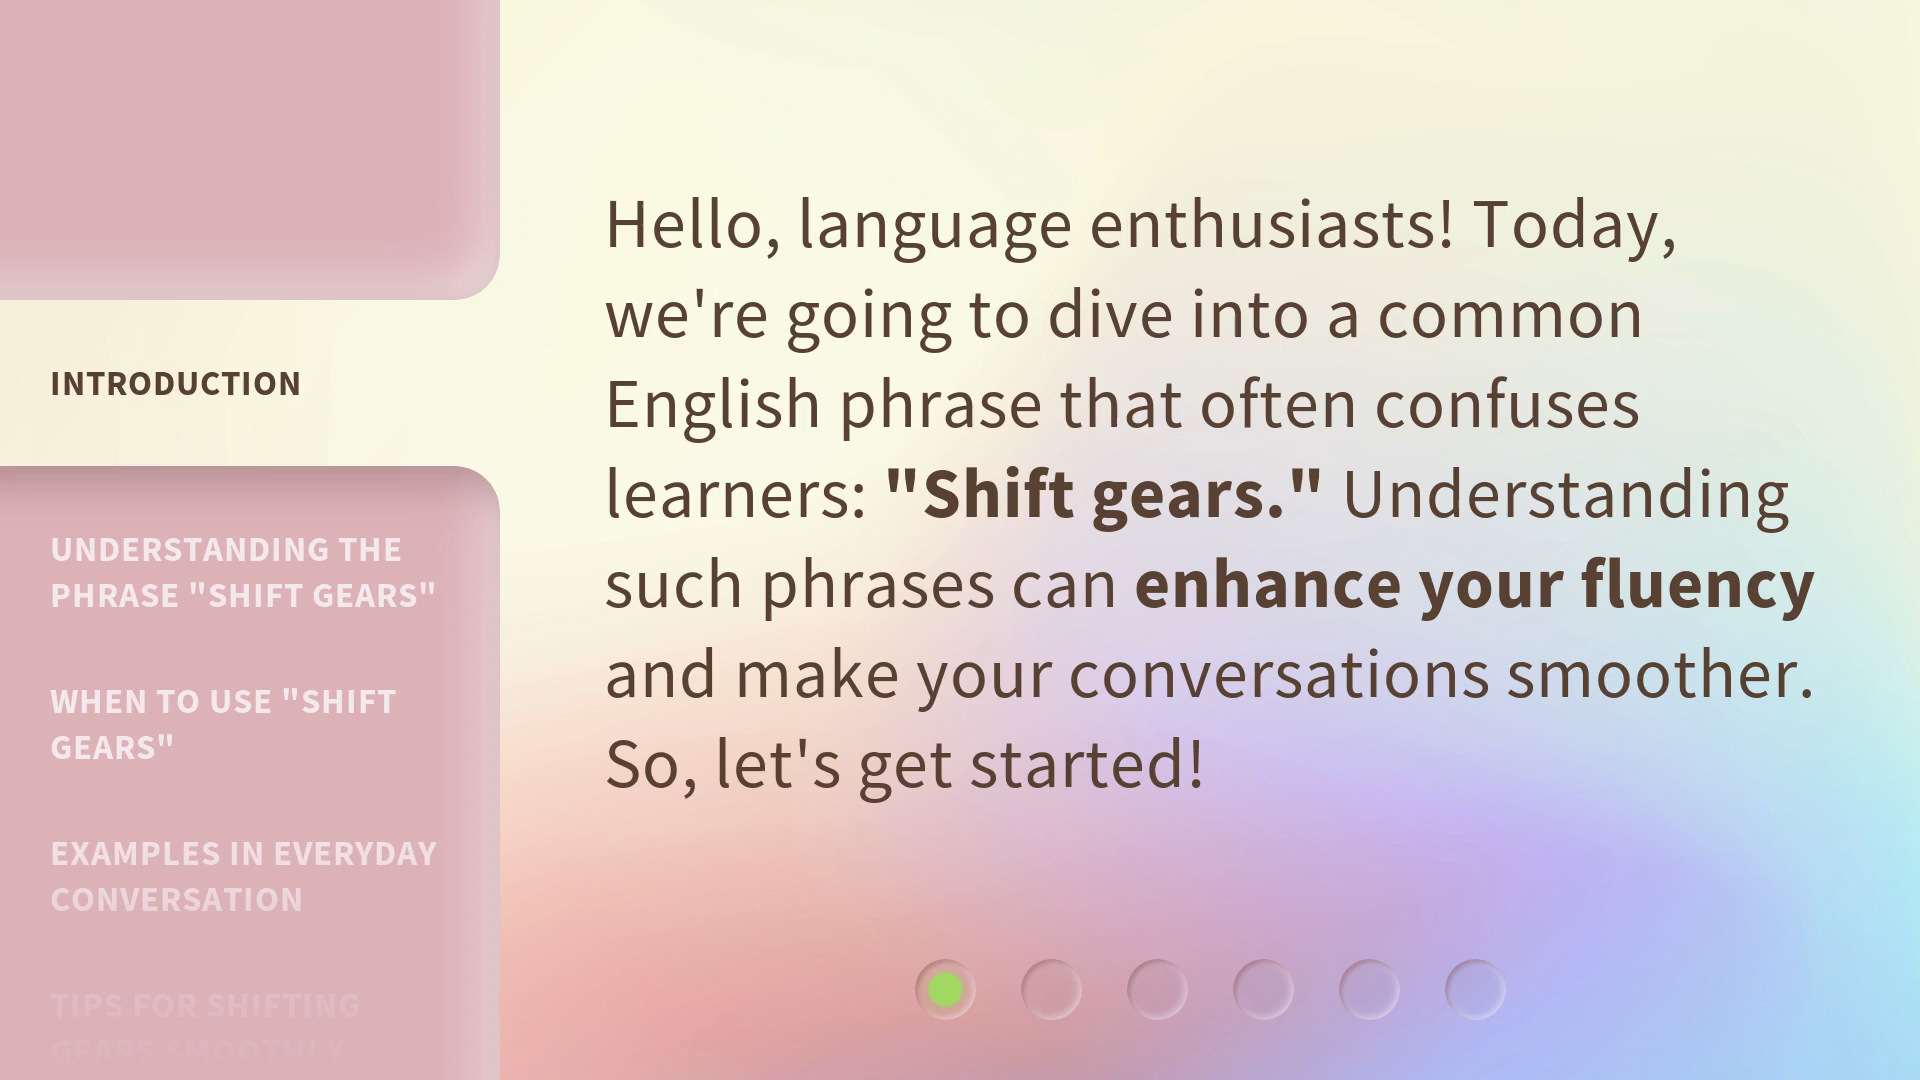 INTRODUCTION
UNDERSTANDING THE
PHRASE "SHIFT GEARS"
WHEN TO USE "SHIFT
GEARS"
EXAMPLES IN EVERYDAY
CONVERSATION
TIPS FOR SHIFTING
GEARS SMOOTHLY
Hello, language enthusiasts! Today,
we're going to dive into a common
English phrase that often confuses
learners: "Shift gears." Understanding
such phrases can enhance your fluency
and make your conversations smoother.
So, let's get started!